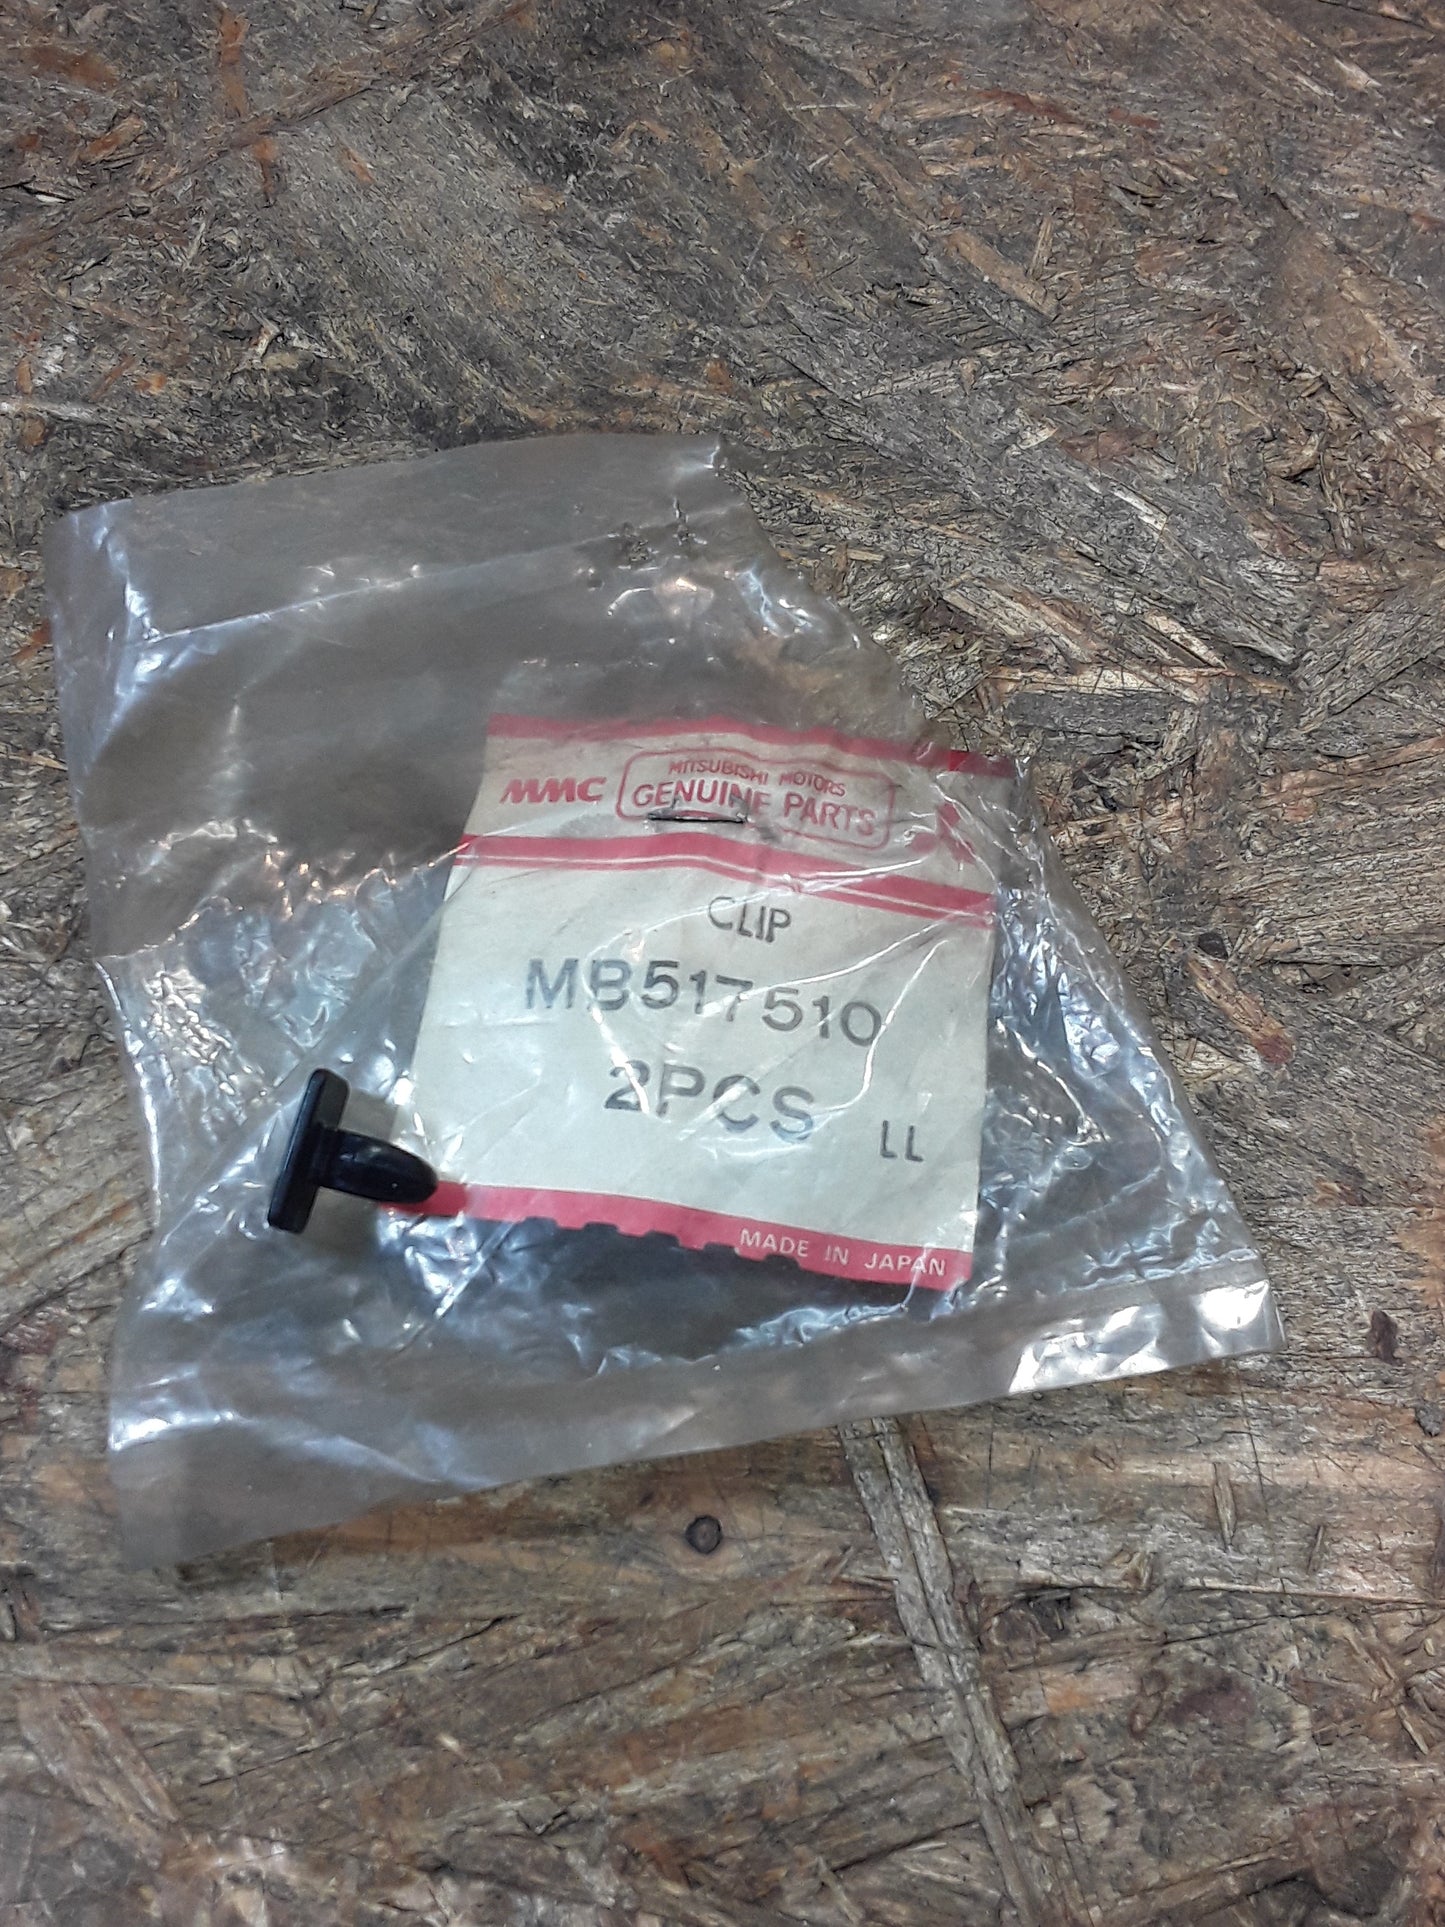 MMC
MITSUBISHI MOTORS
GENUINE PARTS
CLIP
MB517510
2PCS
LL
MADE IN JAPAN